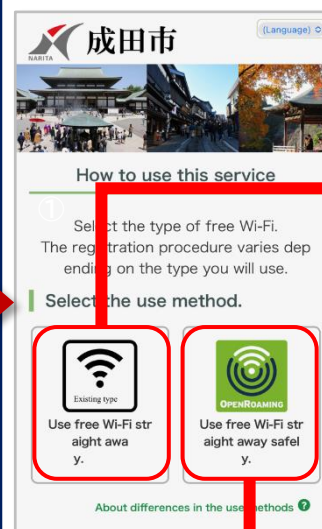 NARITA
成田市
(Language)
How to use this service
①
Select the type of free Wi-Fi.
The registration procedure varies dep
ending on the type you will use.
Select the use method.
Existing type
Use free Wi-Fi str
aight awa
y.
OPENROAMING
Use free Wi-Fi str
aight away safel
y.
About differences in the use methods ?